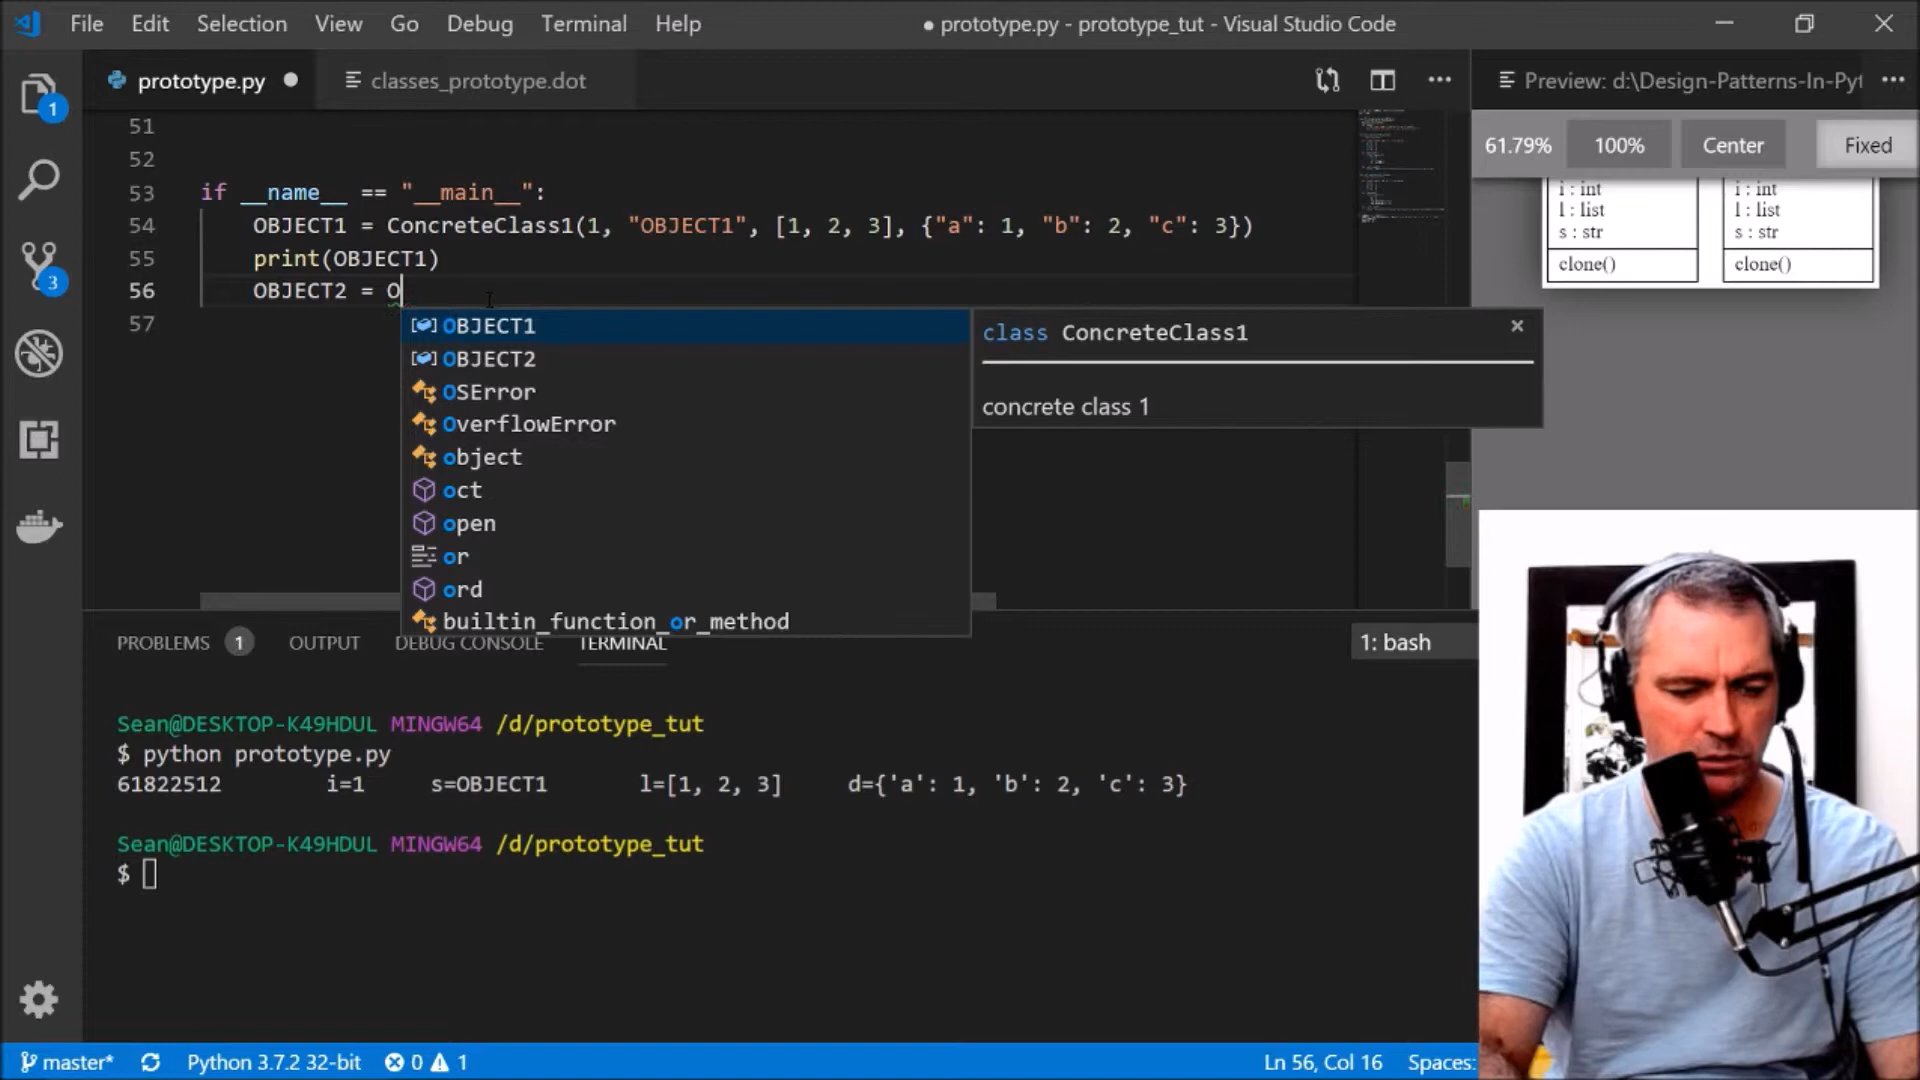 File Edit Selection View Go Debug Terminal Help
● prototype.py - prototype_tut - Visual Studio Code
prototype.py ●
classes_prototype.dot
Preview: d:\Design-Patterns-In-Pyt
61.79% 100% Center Fixed
51
52
53 if __name__ == "__main__":
54 OBJECT1 = ConcreteClass1(1, "OBJECT1", [1, 2, 3], {"a": 1, "b": 2, "c": 3})
55 print(OBJECT1)
56 OBJECT2 = O
57
OBJECT1
OBJECT2
OSError
OverflowError
object
oct
open
or
ord
builtin_function_or_method
class ConcreteClass1
concrete class 1
i : int
l : list
s : str
clone()
i : int
l : list
s : str
clone()
1
3
PROBLEMS 1 OUTPUT DEBUG CONSOLE TERMINAL 1: bash
Sean@DESKTOP-K49HDUL MINGW64 /d/prototype_tut
$ python prototype.py
61822512 i=1 s=OBJECT1 l=[1, 2, 3] d={'a': 1, 'b': 2, 'c': 3}
Sean@DESKTOP-K49HDUL MINGW64 /d/prototype_tut
$
master* Python 3.7.2 32-bit 0 1 Ln 56, Col 16 Spaces: